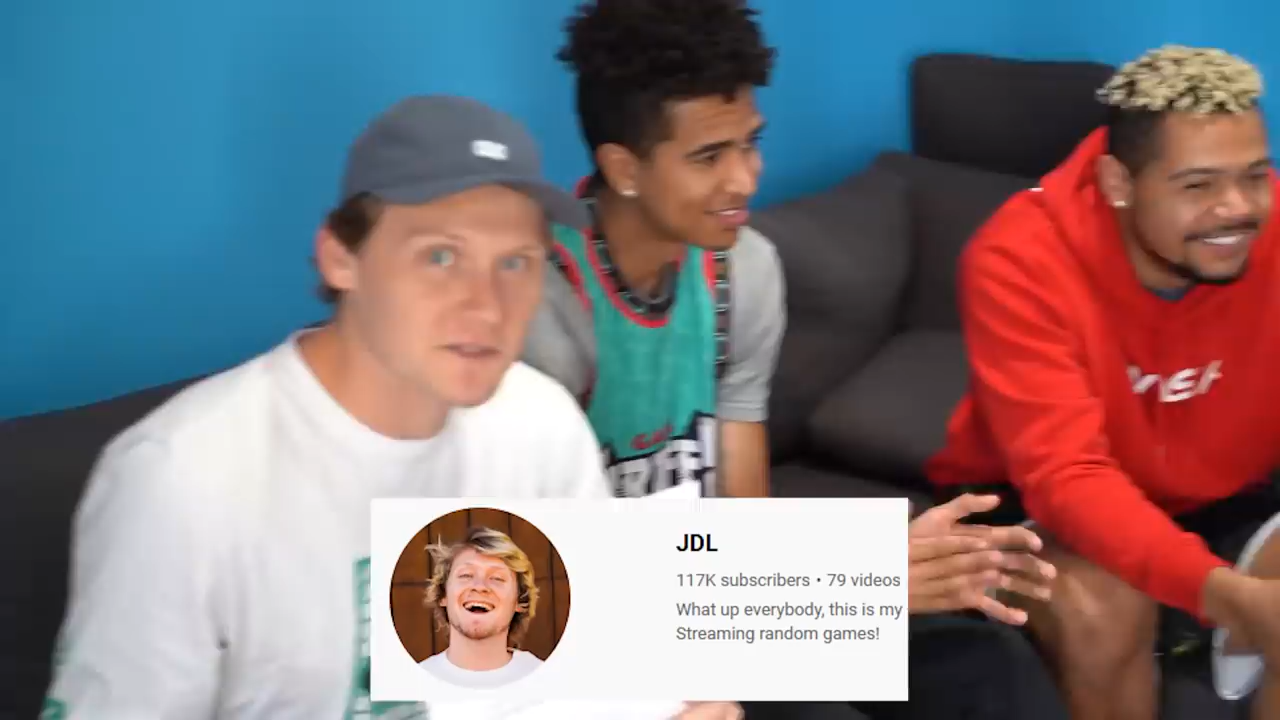 JDL
117K subscribers • 79 videos
What up everybody, this is my
Streaming random games!